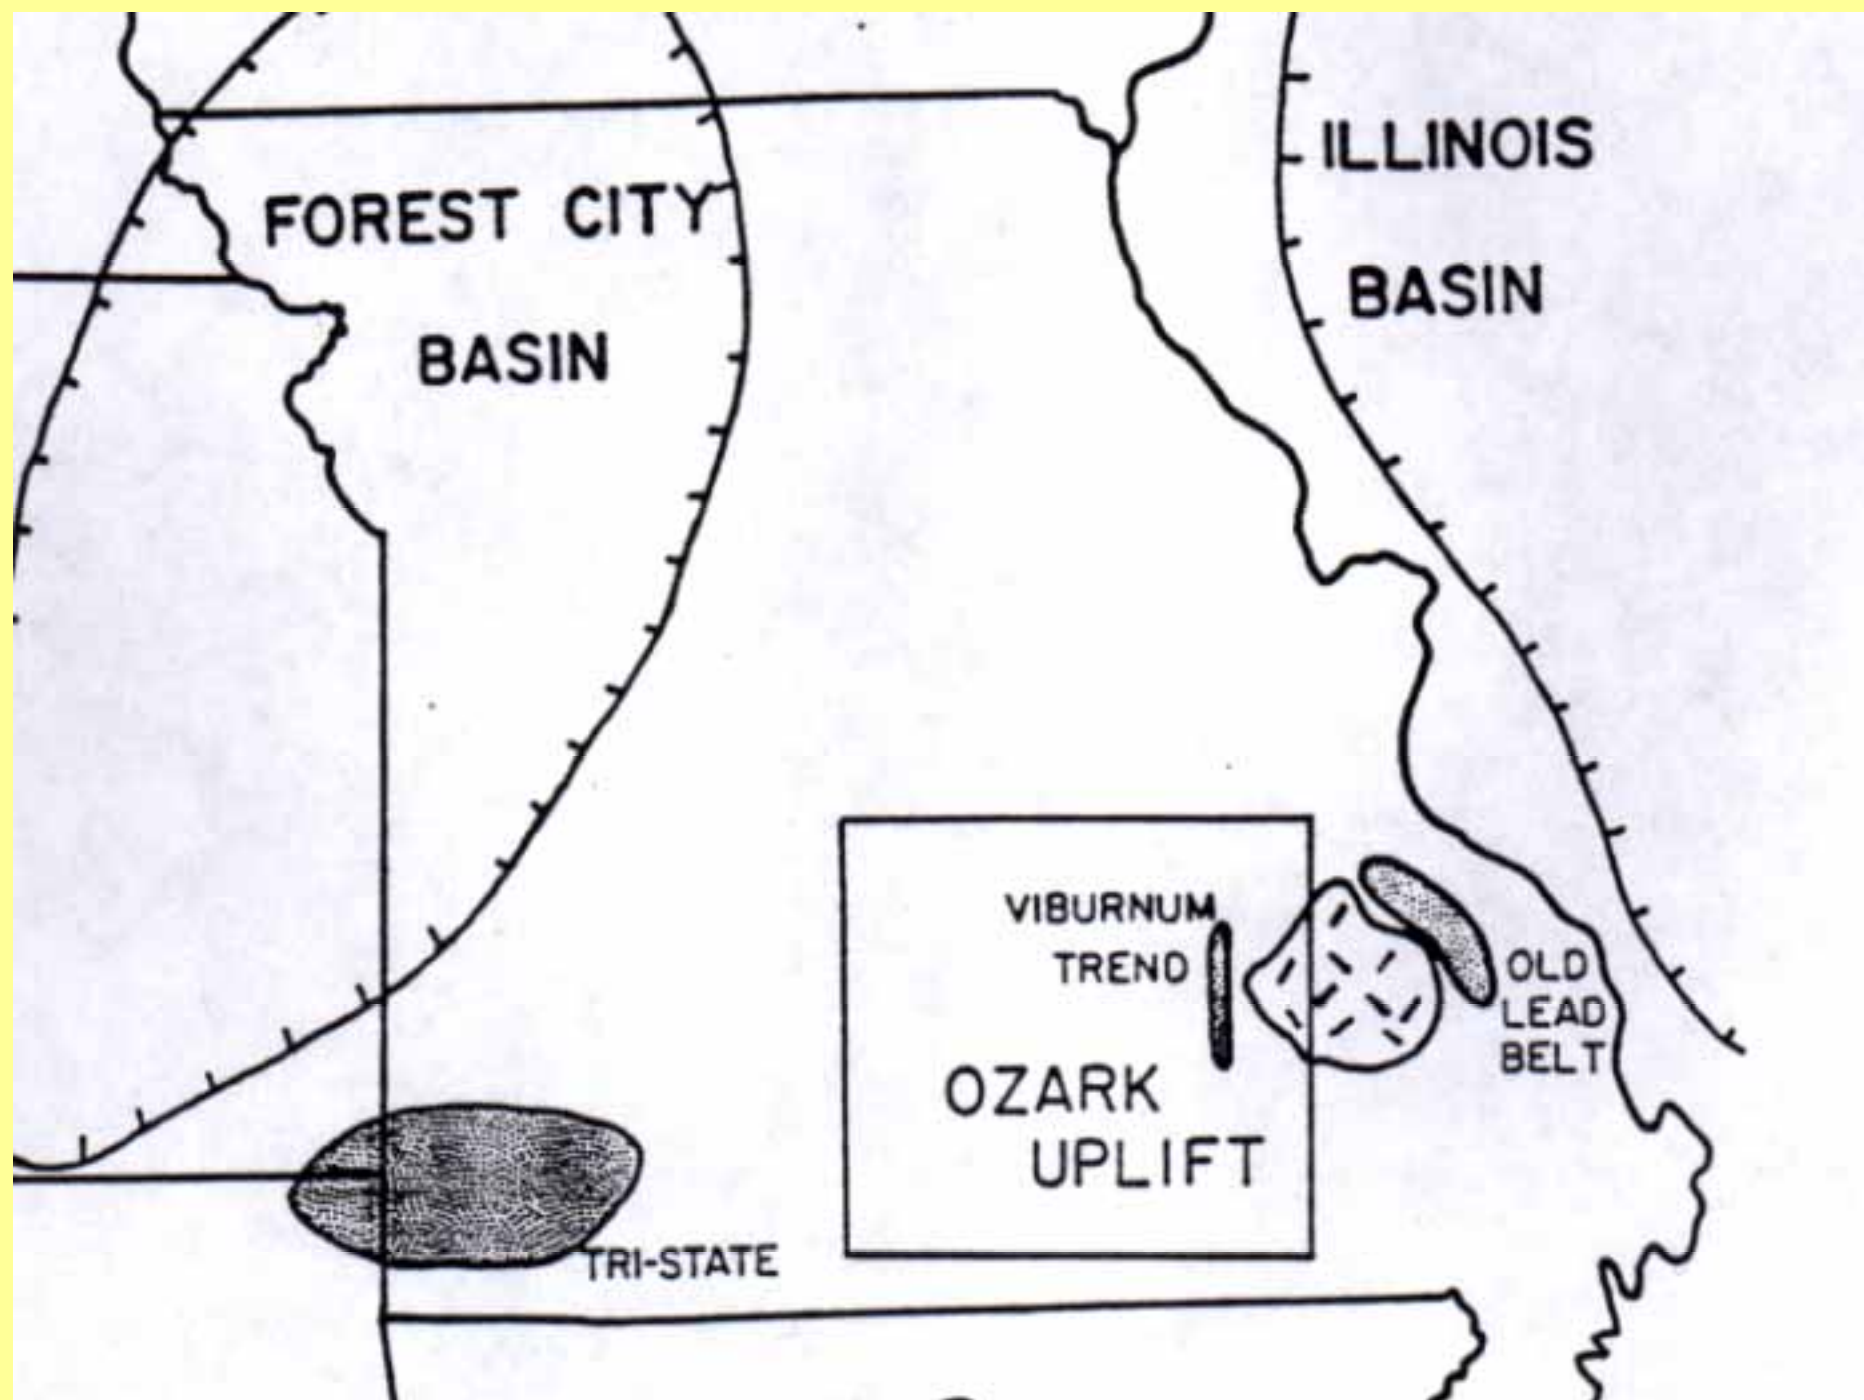 FOREST CITY
BASIN
ILLINOIS
BASIN
VIBURNUM
TREND
OLD
LEAD
BELT
OZARK
UPLIFT
TRI-STATE